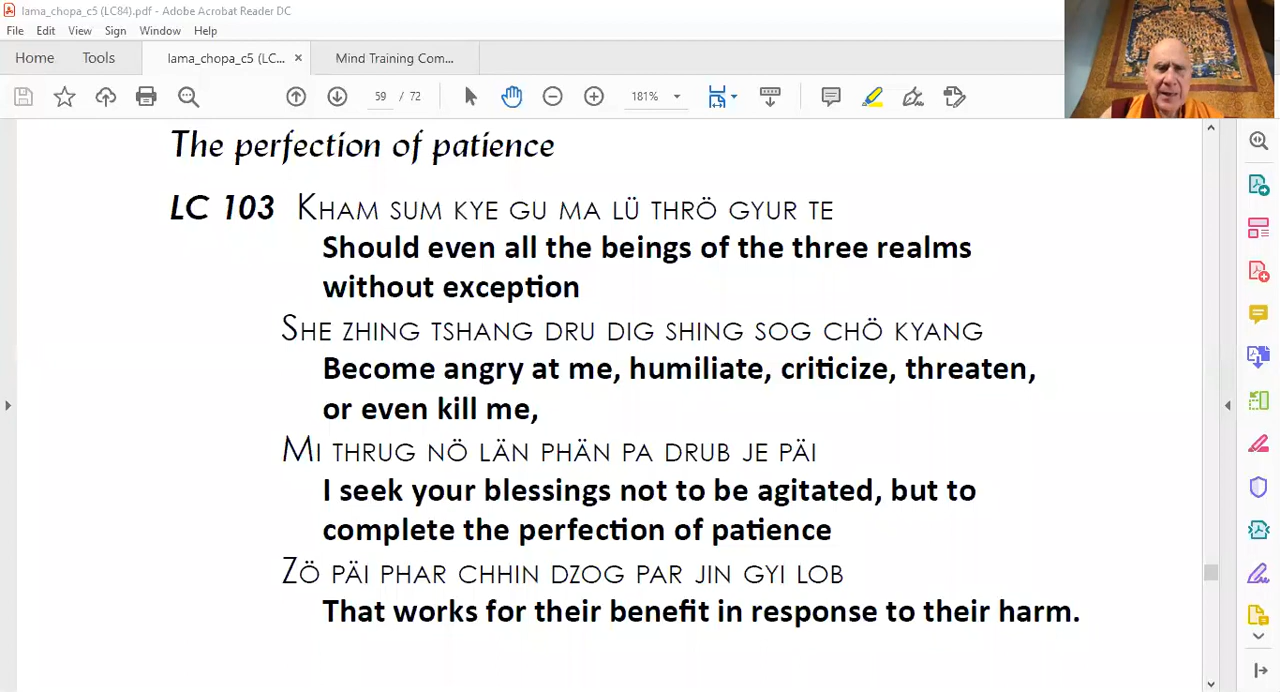 lama_chopa_c5 (LC84).pdf - Adobe Acrobat Reader DC
File Edit View Sign Window Help
Home Tools lama_chopa_c5 (LC... × Mind Training Com...
59 / 72 181%
The perfection of patience
LC 103 KHAM SUM KYE GU MA LÜ THRÖ GYUR TE
Should even all the beings of the three realms
without exception
SHE ZHING TSHANG DRU DIG SHING SOG CHÖ KYANG
Become angry at me, humiliate, criticize, threaten,
or even kill me,
MI THRUG NÖ LÄN PHÄN PA DRUB JE PÄI
I seek your blessings not to be agitated, but to
complete the perfection of patience
ZÖ PÄI PHAR CHHIN DZOG PAR JIN GYI LOB
That works for their benefit in response to their harm.